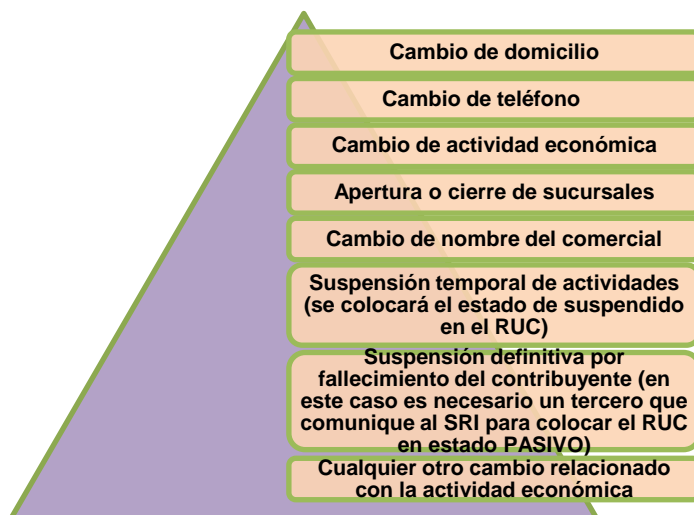 Cambio de domicilio
Cambio de teléfono
Cambio de actividad económica
Apertura o cierre de sucursales
Cambio de nombre del comercial
Suspensión temporal de actividades
(se colocará el estado de suspendido
en el RUC)
Suspensión definitiva por
fallecimiento del contribuyente (en
este caso es necesario un tercero que
comunique al SRI para colocar el RUC
en estado PASIVO)
Cualquier otro cambio relacionado
con la actividad económica